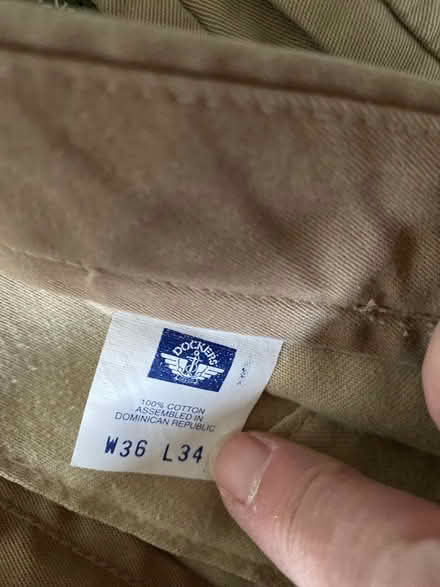 DOCKERS
100% COTTON
ASSEMBLED IN
DOMINICAN REPUBLIC
W36 L34